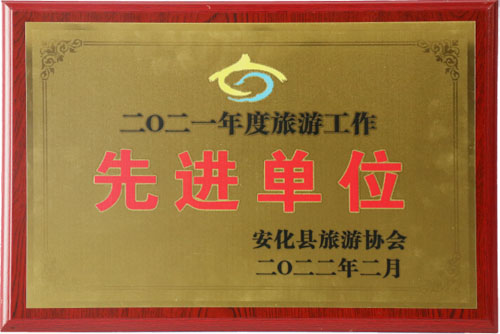 二〇二一年度旅游工作
先进单位
安化县旅游协会
二〇二二年二月